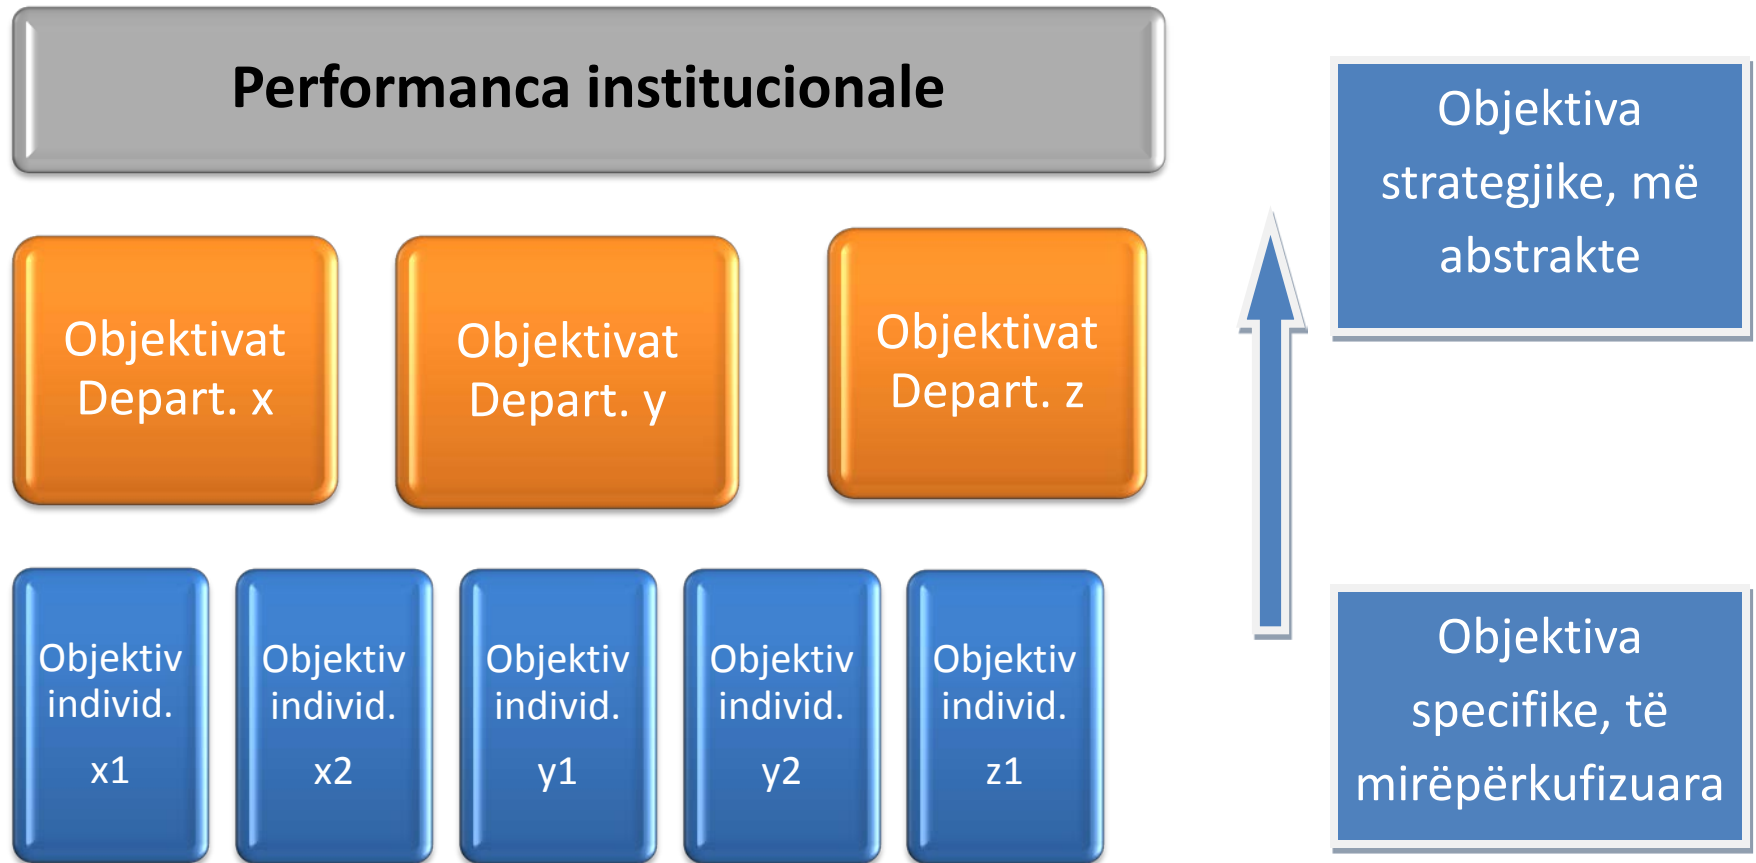 Performanca institucionale
Objektivat
Depart. x
Objektivat
Depart. y
Objektivat
Depart. z
Objektiv
individ.
x1
Objektiv
individ.
x2
Objektiv
individ.
y1
Objektiv
individ.
y2
Objektiv
individ.
z1
Objektiva
strategjike, më
abstrakte
Objektiva
specifike, të
mirëpërkufizuara